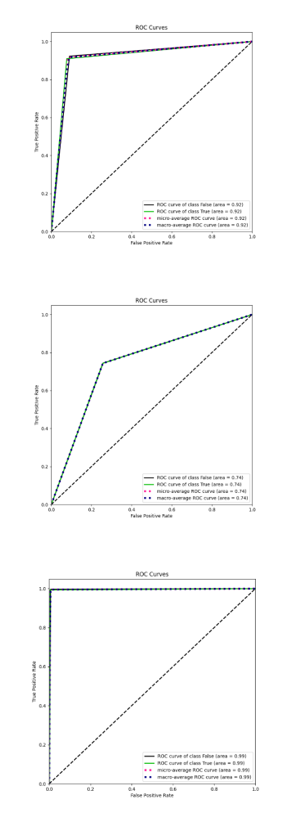 ROC Curves
1.0
0.8
0.6
0.4
0.2
0.0
True Positive Rate
ROC curve of class False (area = 0.92)
ROC curve of class True (area = 0.92)
micro-average ROC curve (area = 0.92)
macro-average ROC curve (area = 0.92)
0.0 0.2 0.4 0.6 0.8 1.0
False Positive Rate
ROC Curves
1.0
0.8
0.6
0.4
0.2
0.0
True Positive Rate
ROC curve of class False (area = 0.74)
ROC curve of class True (area = 0.74)
micro-average ROC curve (area = 0.74)
macro-average ROC curve (area = 0.74)
0.0 0.2 0.4 0.6 0.8 1.0
False Positive Rate
ROC Curves
1.0
0.8
0.6
0.4
0.2
0.0
True Positive Rate
ROC curve of class False (area = 0.99)
ROC curve of class True (area = 0.99)
micro-average ROC curve (area = 0.99)
macro-average ROC curve (area = 0.99)
0.0 0.2 0.4 0.6 0.8 1.0
False Positive Rate